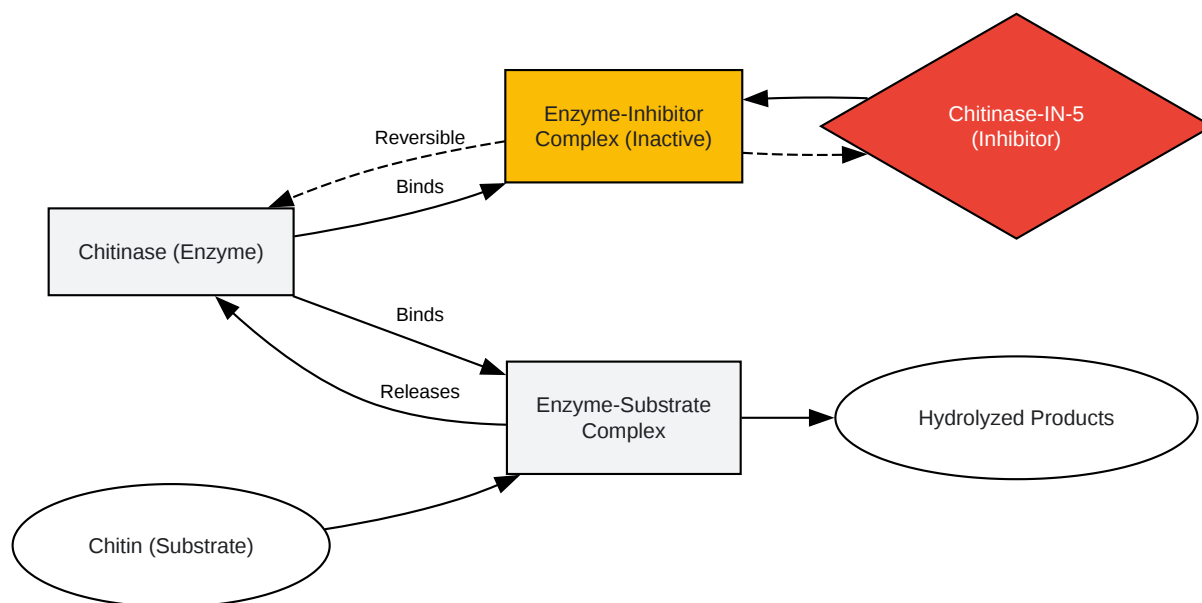 Enzyme-Inhibitor
Complex (Inactive)
Chitinase-IN-5
(Inhibitor)
Reversible
Binds
Chitinase (Enzyme)
Binds
Releases
Enzyme-Substrate
Complex
Hydrolyzed Products
Chitin (Substrate)